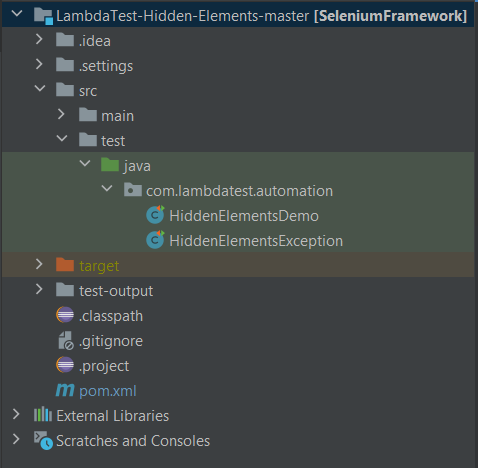 LambdaTest-Hidden-Elements-master [SeleniumFramework]
.idea
.settings
src
main
test
java
com.lambdatest.automation
HiddenElementsDemo
HiddenElementsException
target
test-output
.classpath
.gitignore
.project
pom.xml
External Libraries
Scratches and Consoles